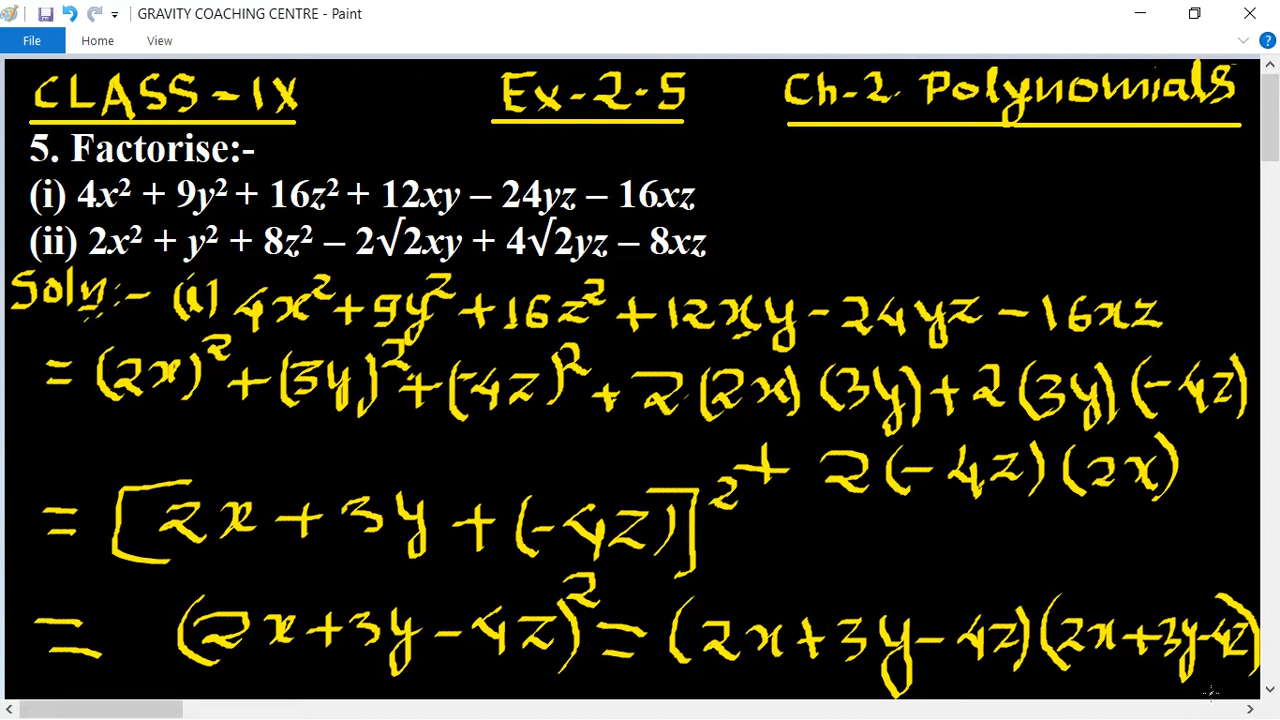 GRAVITY COACHING CENTRE - Paint
File Home View
CLASS-IX Ex-2.5 Ch-2. Polynomials
5. Factorise:-
(i) 4x² + 9y² + 16z² + 12xy – 24yz – 16xz
(ii) 2x² + y² + 8z² – 2√2xy + 4√2yz – 8xz
Soln:- (i) 4x²+9y²+16z²+12xy-24yz-16xz
= (2x)²+(3y)²+(-4z)²+2(2x)(3y)+2(3y)(-4z)
+ 2(-4z)(2x)
= [2x+3y+(-4z)]²
= (2x+3y-4z)²=(2x+3y-4z)(2x+3y-4z)